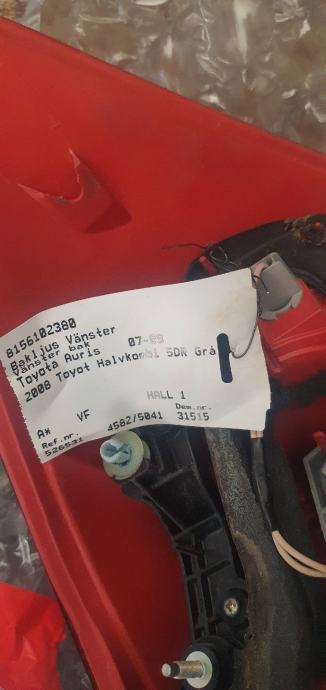 8156102380
Bakljus Vänster
Vänster bak
Toyota Auris 07-09
2008 Toyot Halvkombi 5DR Grå
HALL 1
A* VF 4582/5041 Dem.nr. 31515
Ref.nr.
526531